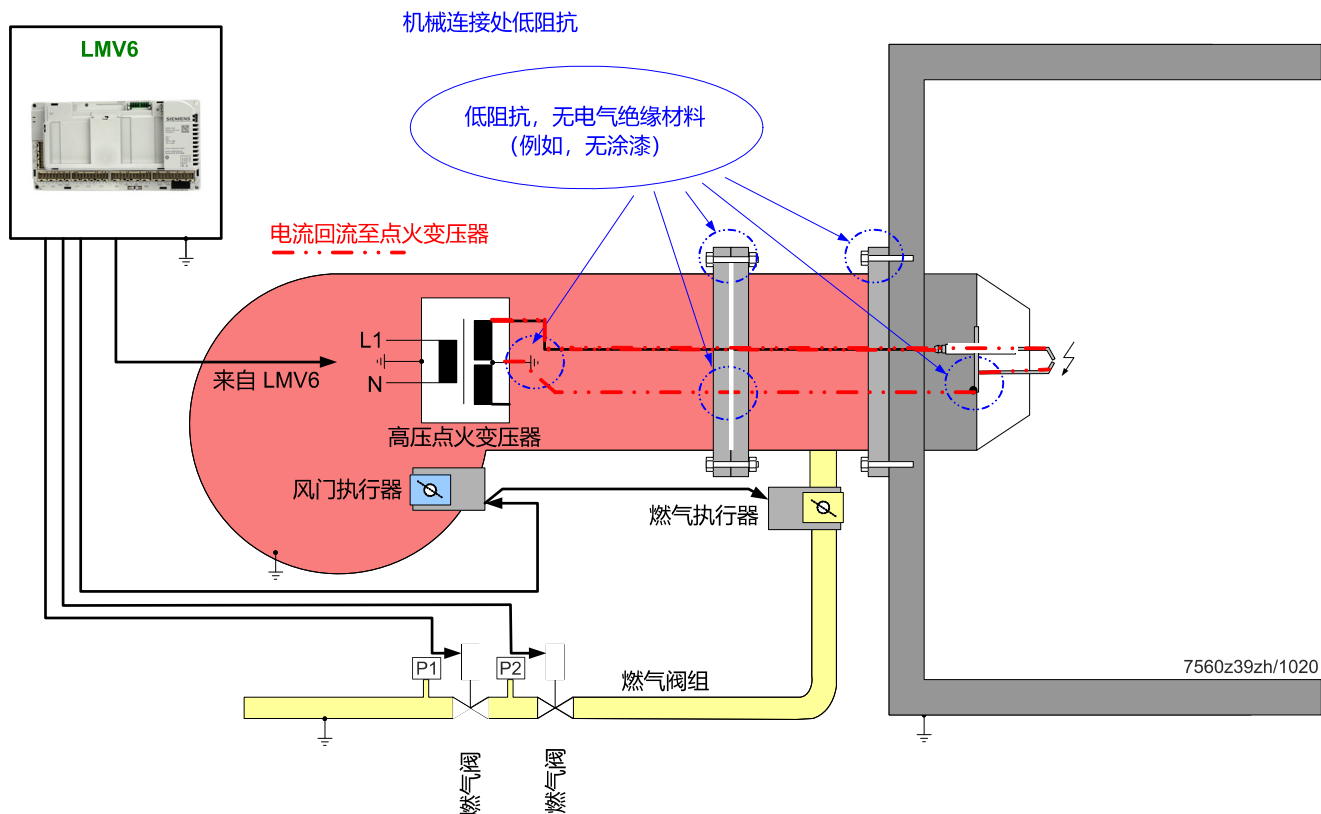 机械连接处低阻抗
LMV6
SIEMENS
低阻抗，无电气绝缘材料
（例如，无涂漆）
电流回流至点火变压器
L1
N
来自 LMV6
高压点火变压器
风门执行器
燃气执行器
P1
P2
燃气阀组
7560z39zh/1020
燃气阀
燃气阀